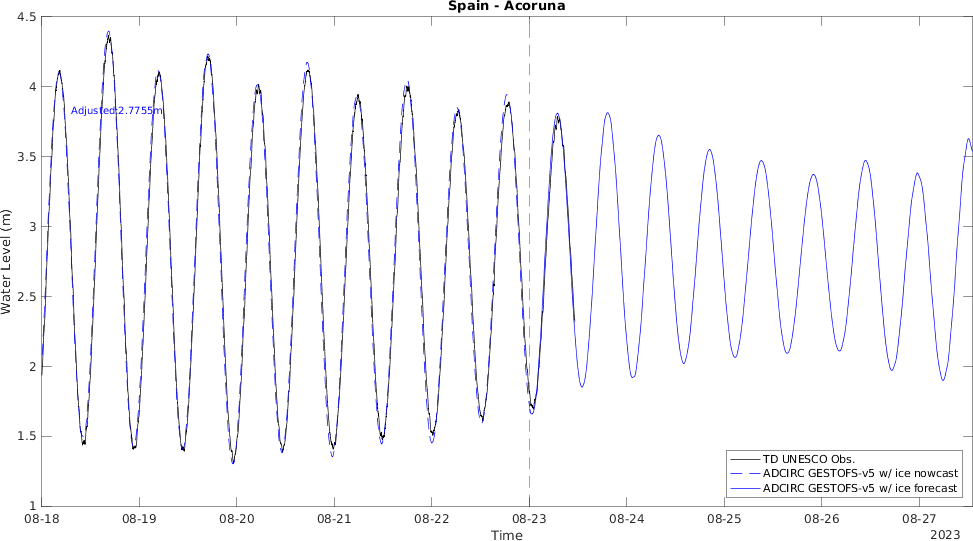 Spain - Acoruna
4.5
4
3.5
3
2.5
2
1.5
1
Water Level (m)
Adjusted:2.7755m
TD UNESCO Obs.
ADCIRC GESTOFS-v5 w/ ice nowcast
ADCIRC GESTOFS-v5 w/ ice forecast
08-18 08-19 08-20 08-21 08-22 08-23 08-24 08-25 08-26 08-27
Time
2023